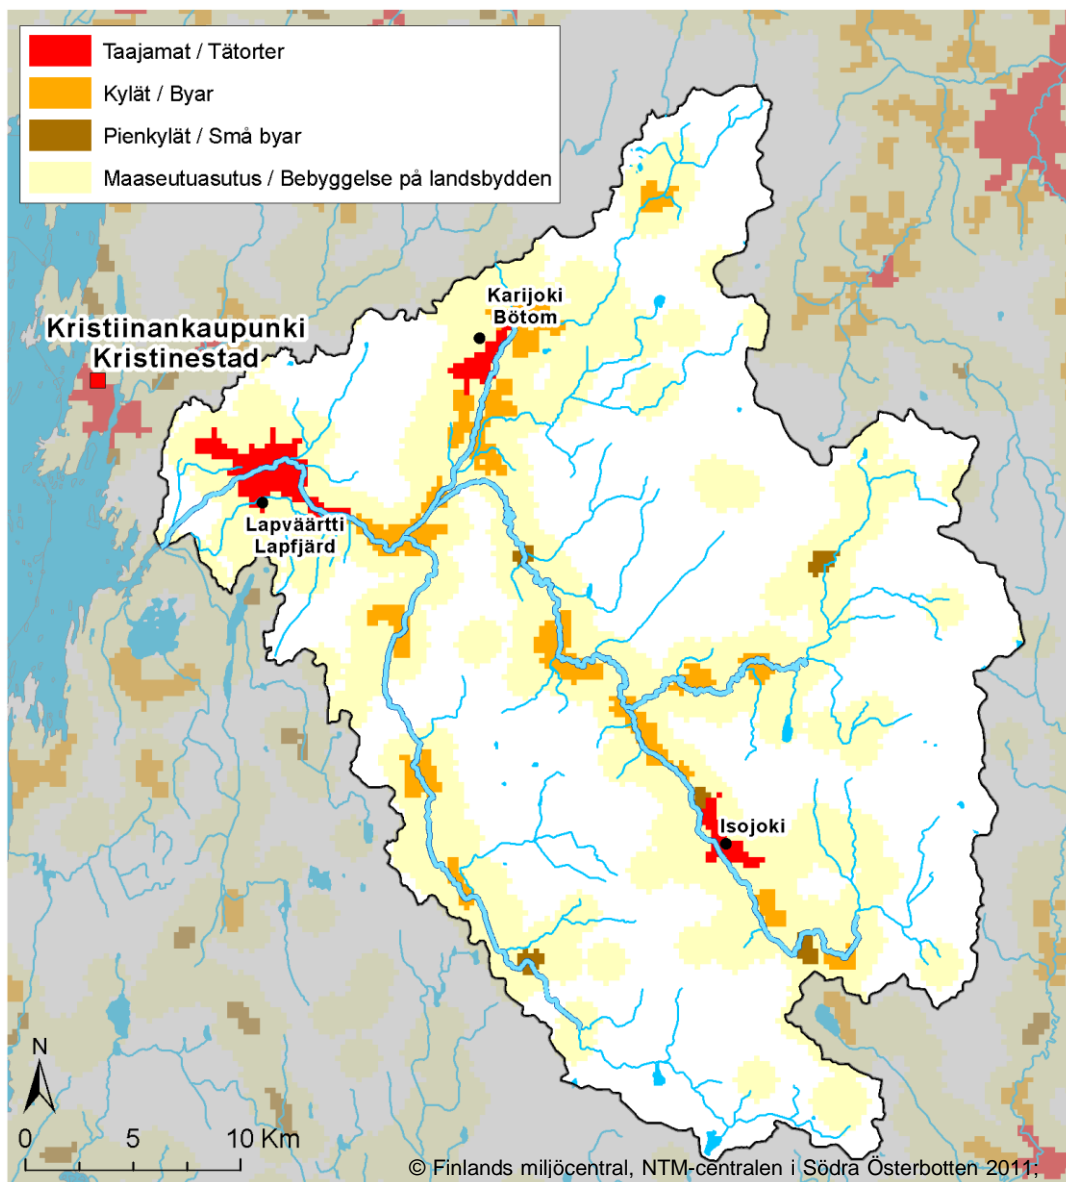 Taajamat / Tätorter
Kylät / Byar
Pienkylät / Små byar
Maaseutuasutus / Bebyggelse på landsbydden
Karijoki
Bötom
Kristiinankaupunki
Kristinestad
Lapväärtti
Lapfjärd
Isojoki
N
0 5 10 Km
© Finlands miljöcentral, NTM-centralen i Södra Österbotten 2011;